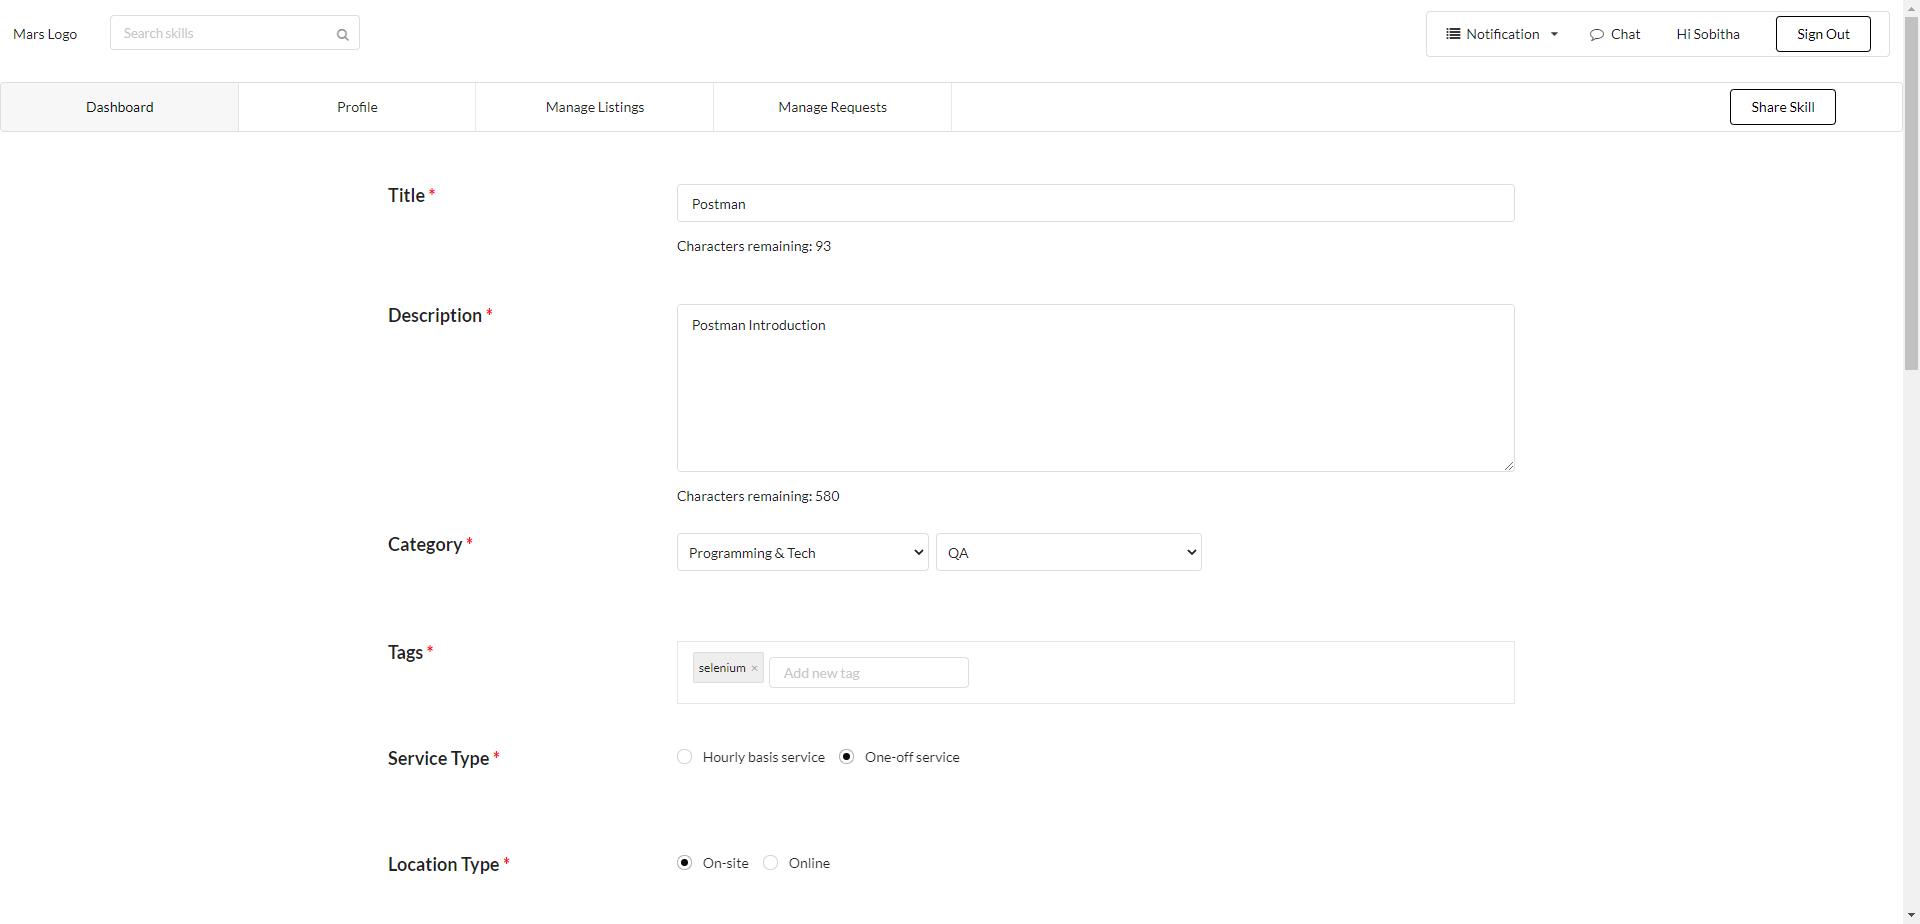 Mars Logo
Search skills
Notification
Chat
Hi Sobitha
Sign Out
Dashboard
Profile
Manage Listings
Manage Requests
Share Skill
Title *
Postman
Characters remaining: 93
Description *
Postman Introduction
Characters remaining: 580
Category *
Programming & Tech
QA
Tags *
selenium ×
Add new tag
Service Type *
Hourly basis service
One-off service
Location Type *
On-site
Online